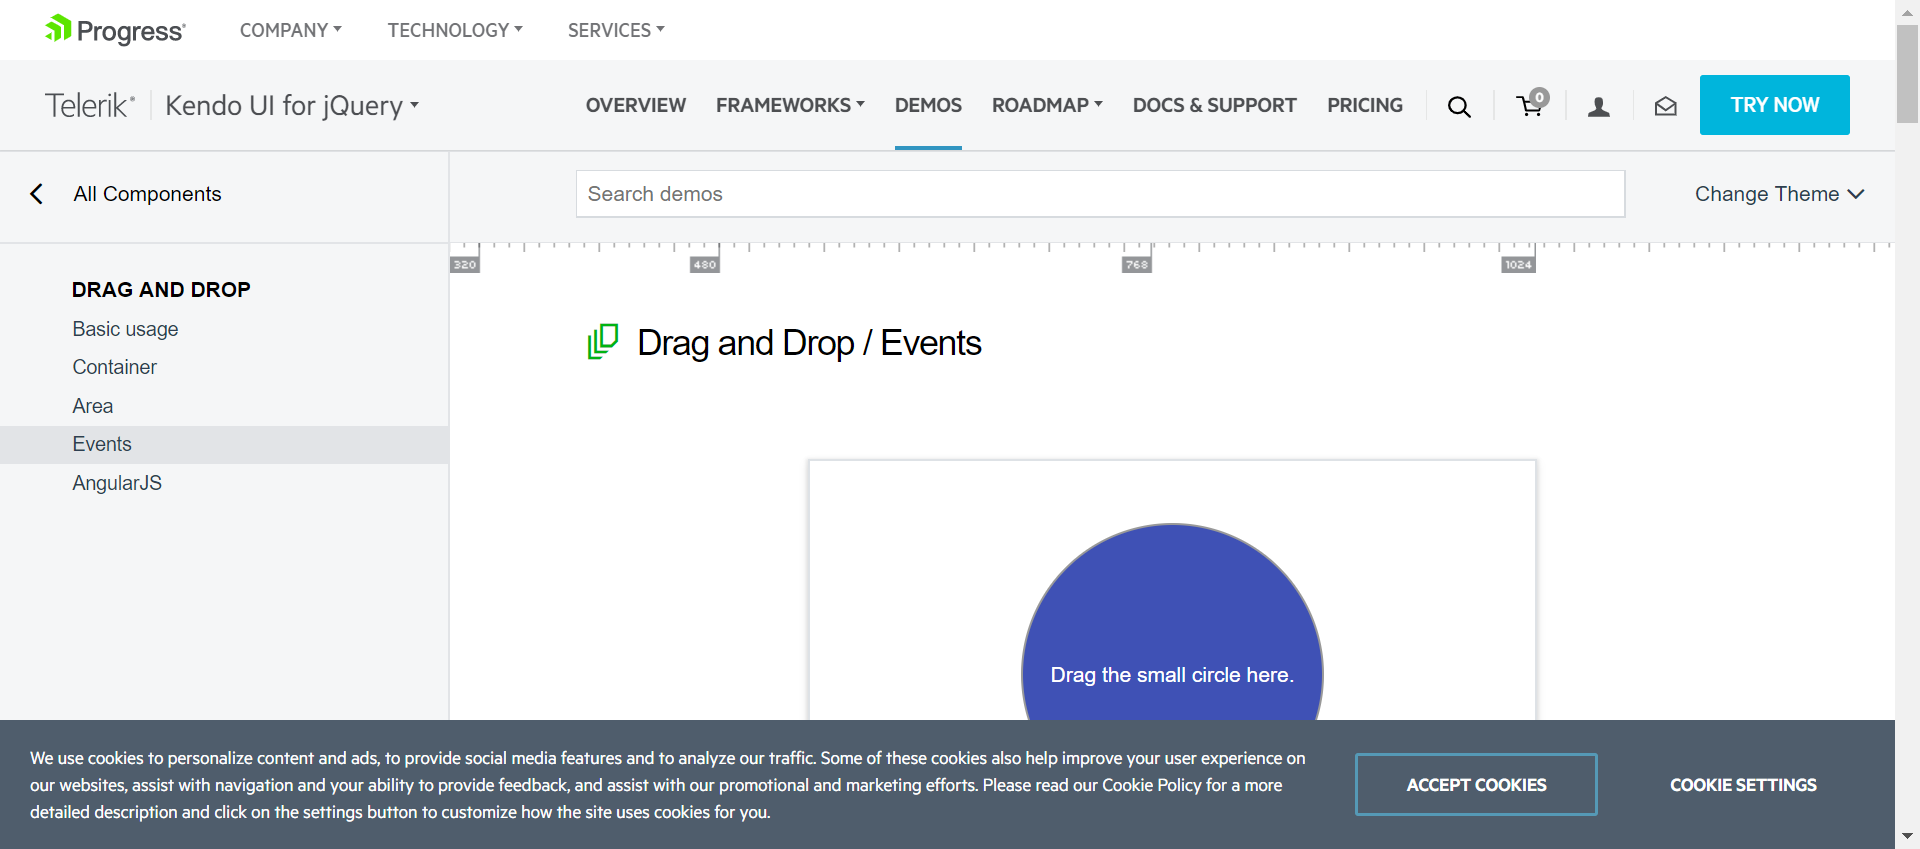 Progress
COMPANY
TECHNOLOGY
SERVICES
Telerik
Kendo UI for jQuery
OVERVIEW
FRAMEWORKS
DEMOS
ROADMAP
DOCS & SUPPORT
PRICING
0
TRY NOW
All Components
Search demos
Change Theme
320
480
768
1024
DRAG AND DROP
Basic usage
Container
Area
Events
AngularJS
Drag and Drop / Events
Drag the small circle here.
We use cookies to personalize content and ads, to provide social media features and to analyze our traffic. Some of these cookies also help improve your user experience on
our websites, assist with navigation and your ability to provide feedback, and assist with our promotional and marketing efforts. Please read our Cookie Policy for a more
detailed description and click on the settings button to customize how the site uses cookies for you.
ACCEPT COOKIES
COOKIE SETTINGS